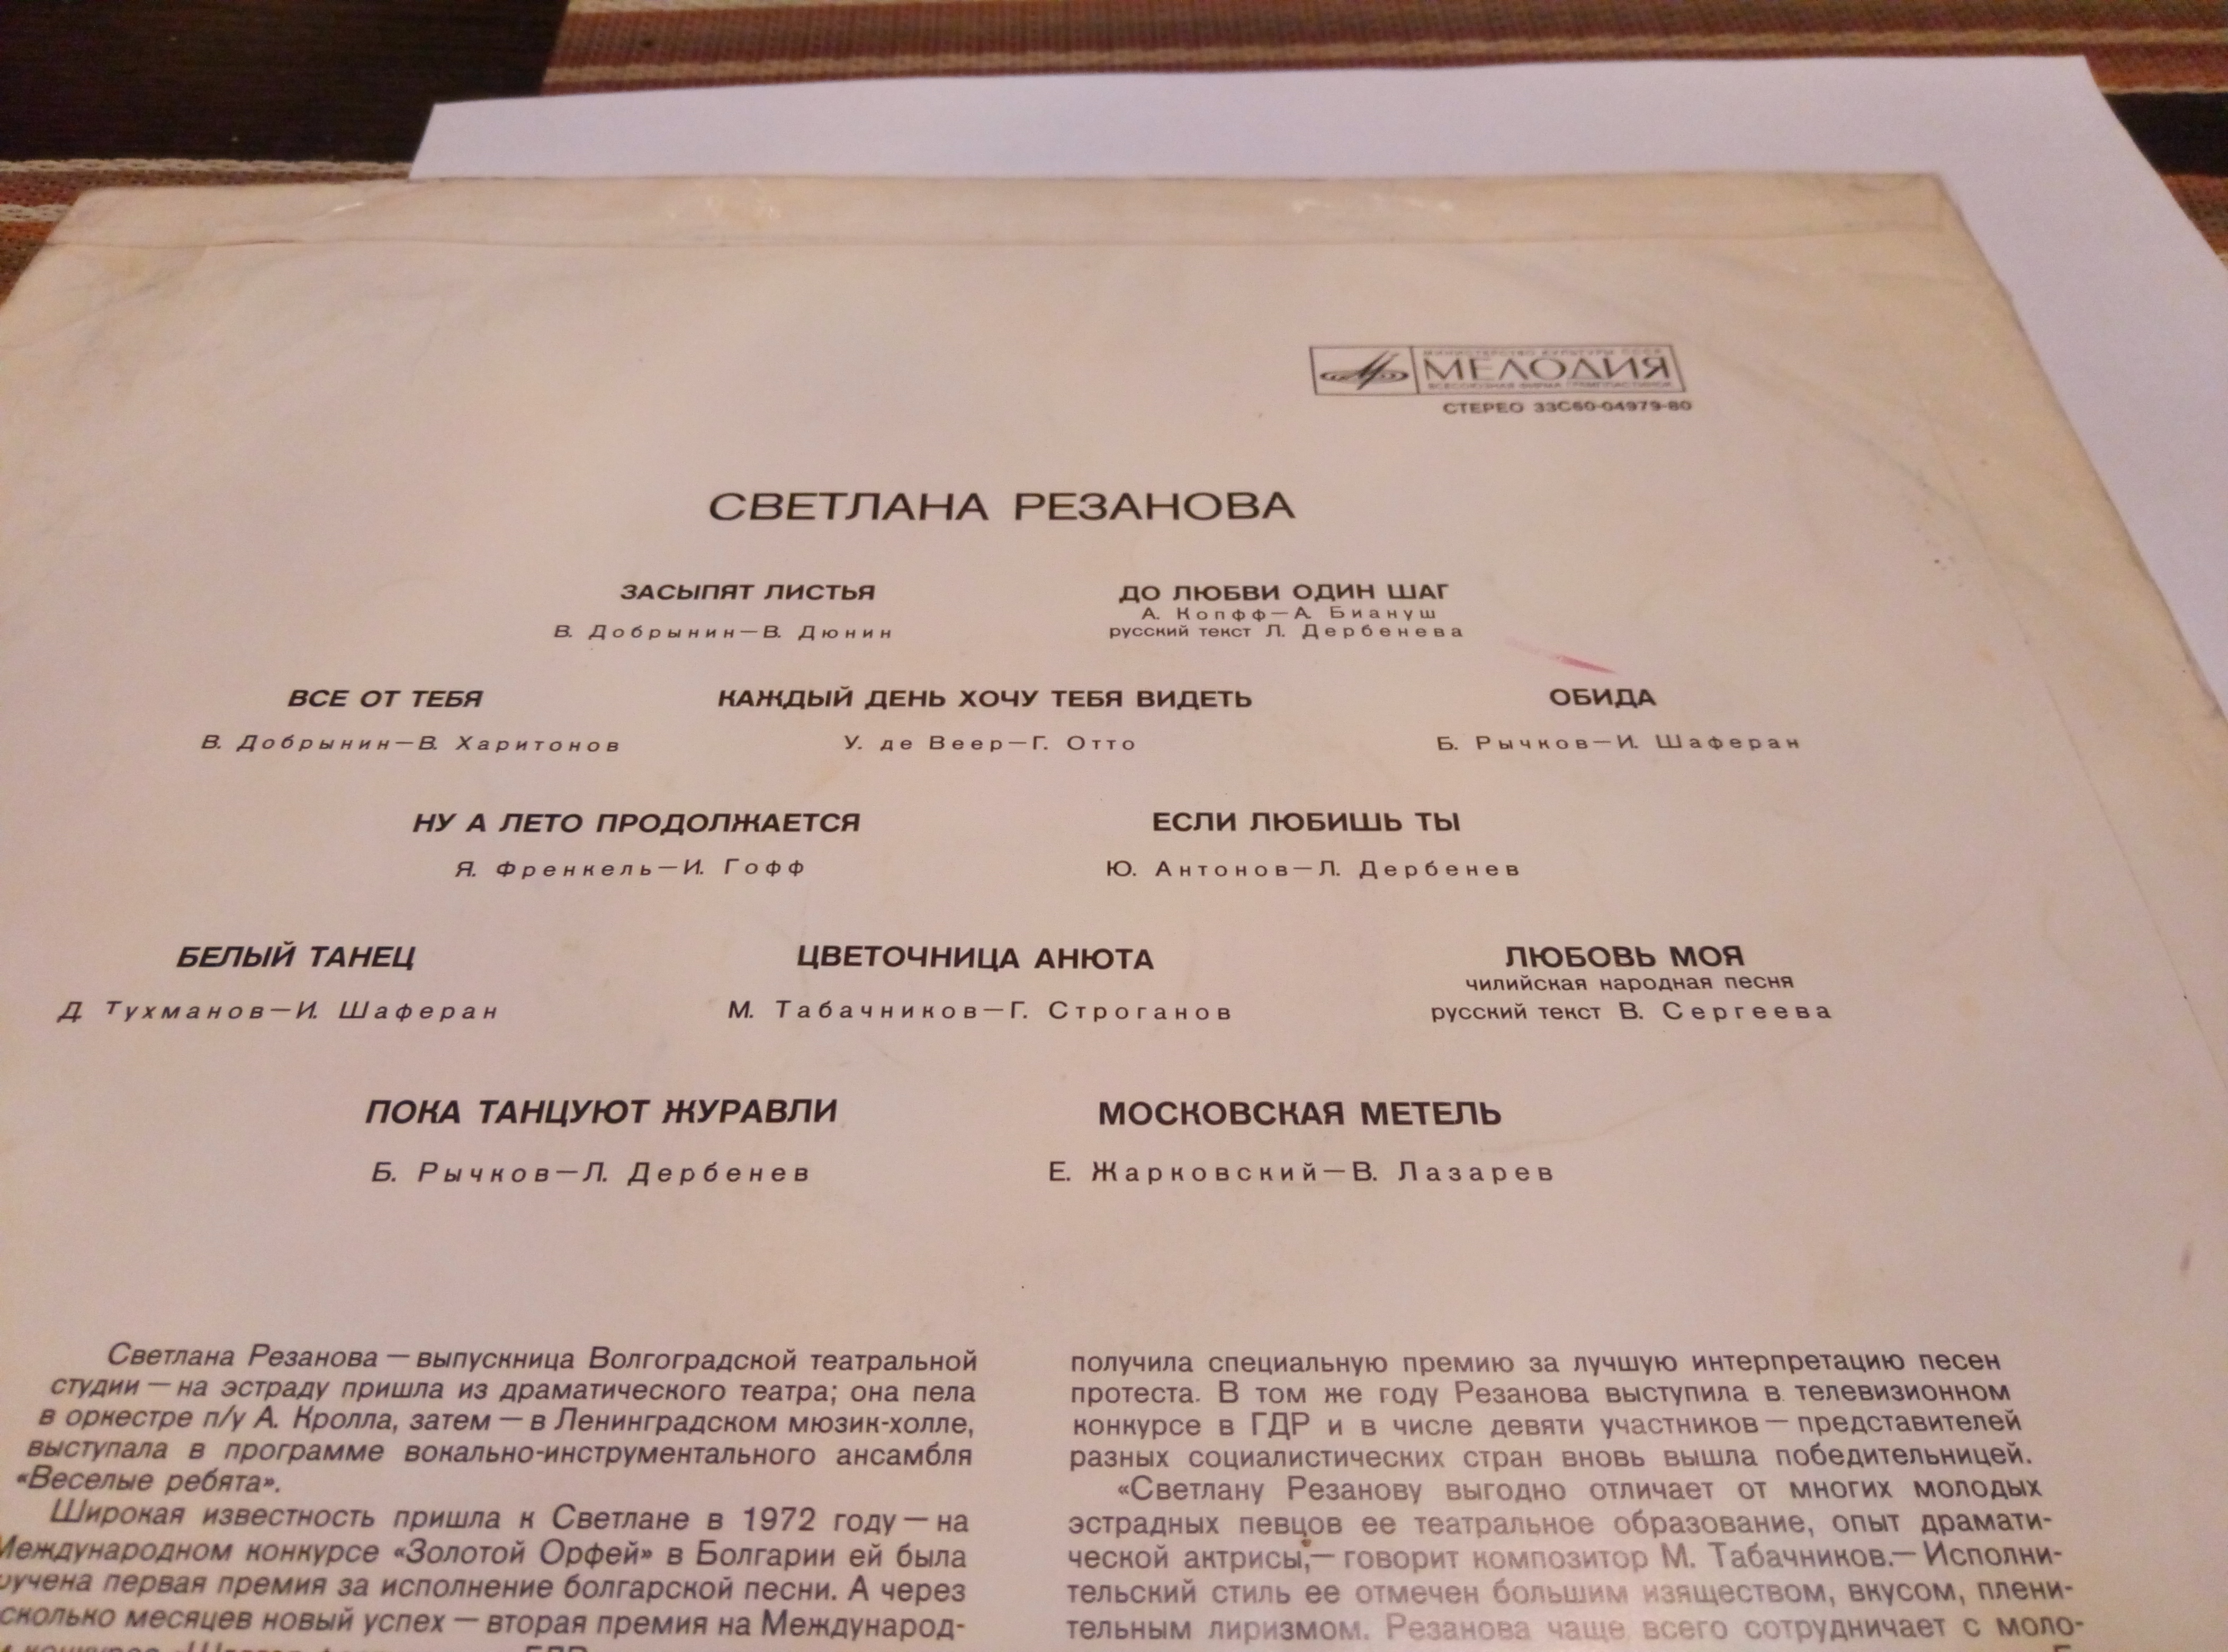 МИНИСТЕРСТВО КУЛЬТУРЫ СССР
МЕЛОДИЯ
ВСЕСОЮЗНАЯ ФИРМА ГРАМПЛАСТИНОК
СТЕРЕО 33С60-04979-80
СВЕТЛАНА РЕЗАНОВА
ЗАСЫПЯТ ЛИСТЬЯ
В. Добрынин—В. Дюнин
ДО ЛЮБВИ ОДИН ШАГ
А. Копфф—А. Биануш
русский текст Л. Дербенева
ВСЕ ОТ ТЕБЯ
В. Добрынин—В. Харитонов
КАЖДЫЙ ДЕНЬ ХОЧУ ТЕБЯ ВИДЕТЬ
У. де Веер—Г. Отто
ОБИДА
Б. Рычков—И. Шаферан
НУ А ЛЕТО ПРОДОЛЖАЕТСЯ
Я. Френкель—И. Гофф
ЕСЛИ ЛЮБИШЬ ТЫ
Ю. Антонов—Л. Дербенев
БЕЛЫЙ ТАНЕЦ
Д. Тухманов—И. Шаферан
ЦВЕТОЧНИЦА АНЮТА
М. Табачников—Г. Строганов
ЛЮБОВЬ МОЯ
чилийская народная песня
русский текст В. Сергеева
ПОКА ТАНЦУЮТ ЖУРАВЛИ
Б. Рычков—Л. Дербенев
МОСКОВСКАЯ МЕТЕЛЬ
Е. Жарковский—В. Лазарев
Светлана Резанова — выпускница Волгоградской театральной
студии — на эстраду пришла из драматического театра; она пела
в оркестре п/у А. Кролла, затем — в Ленинградском мюзик-холле,
выступала в программе вокально-инструментального ансамбля
«Веселые ребята».
Широкая известность пришла к Светлане в 1972 году — на
Международном конкурсе «Золотой Орфей» в Болгарии ей была
ручена первая премия за исполнение болгарской песни. А через
сколько месяцев новый успех — вторая премия на Международ-
получила специальную премию за лучшую интерпретацию песен
протеста. В том же году Резанова выступила в телевизионном
конкурсе в ГДР и в числе девяти участников — представителей
разных социалистических стран вновь вышла победительницей.
«Светлану Резанову выгодно отличает от многих молодых
эстрадных певцов ее театральное образование, опыт драмати-
ческой актрисы,— говорит композитор М. Табачников.— Исполни-
тельский стиль ее отмечен большим изяществом, вкусом, плени-
тельным лиризмом. Резанова чаще всего сотрудничает с моло-